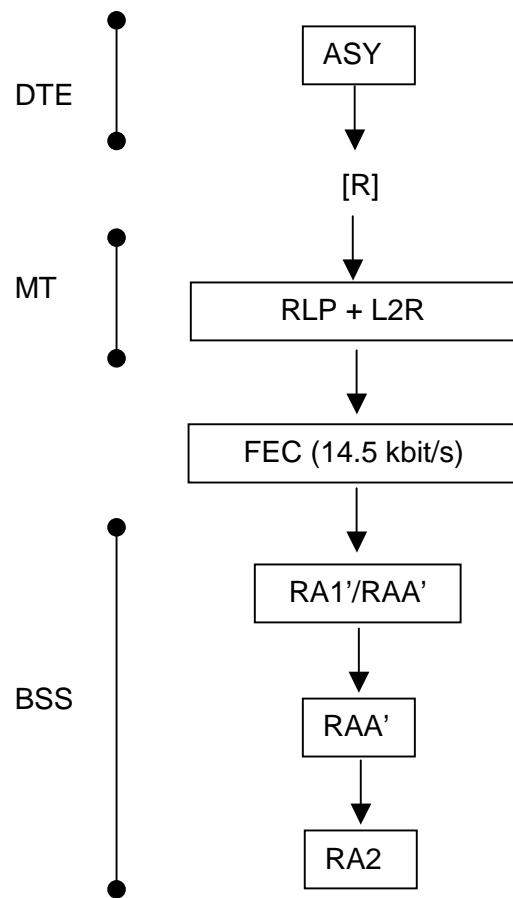 ASY
DTE
[R]
MT
RLP + L2R
FEC (14.5 kbit/s)
RA1’/RAA’
BSS
RAA’
RA2